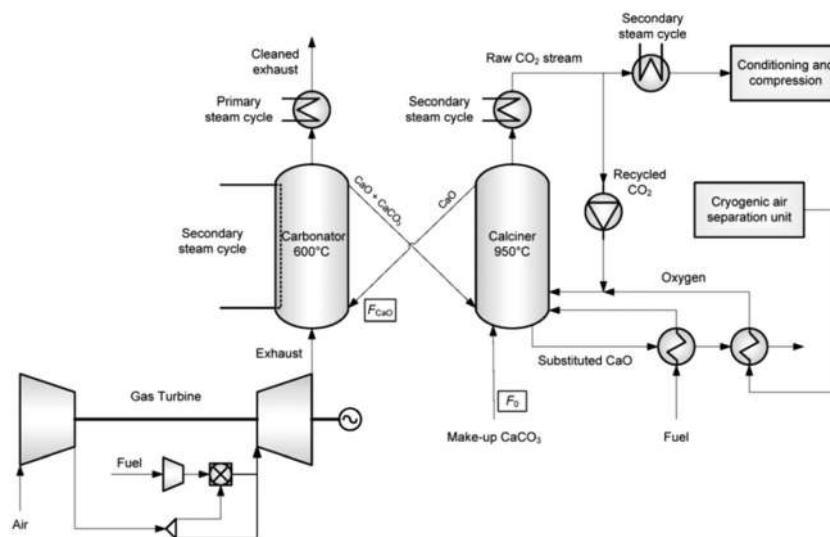 Cleaned
exhaust
Primary
steam cycle
Secondary
steam cycle
Carbonator
600°C
CaO + CaCO3
CaO
FCaO
Exhaust
Raw CO2 stream
Secondary
steam cycle
Secondary
steam cycle
Conditioning and
compression
Recycled
CO2
Cryogenic air
separation unit
Calciner
950°C
Oxygen
Substituted CaO
F0
Make-up CaCO3
Fuel
Gas Turbine
Fuel
Air